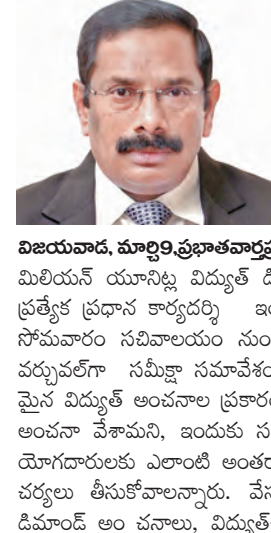 విజయవాడ, మార్చి9,ప్రభాతవార్తప్ర
మిలియన్ యూనిట్ల విద్యుత్ డి
ప్రత్యేక ప్రధాన కార్యదర్శి ఇం
సోమవారం సచివాలయం నుం
వర్చువల్‌గా సమీక్షా సమావేశం
మైన విద్యుత్ అంచనాల ప్రకారం
అంచనా వేశామని, ఇందుకు స
యోగదారులకు ఎలాంటి అంతర
చర్యలు తీసుకోవాలన్నారు. వేస
డిమాండ్ అం చనాలు, విద్యుత్